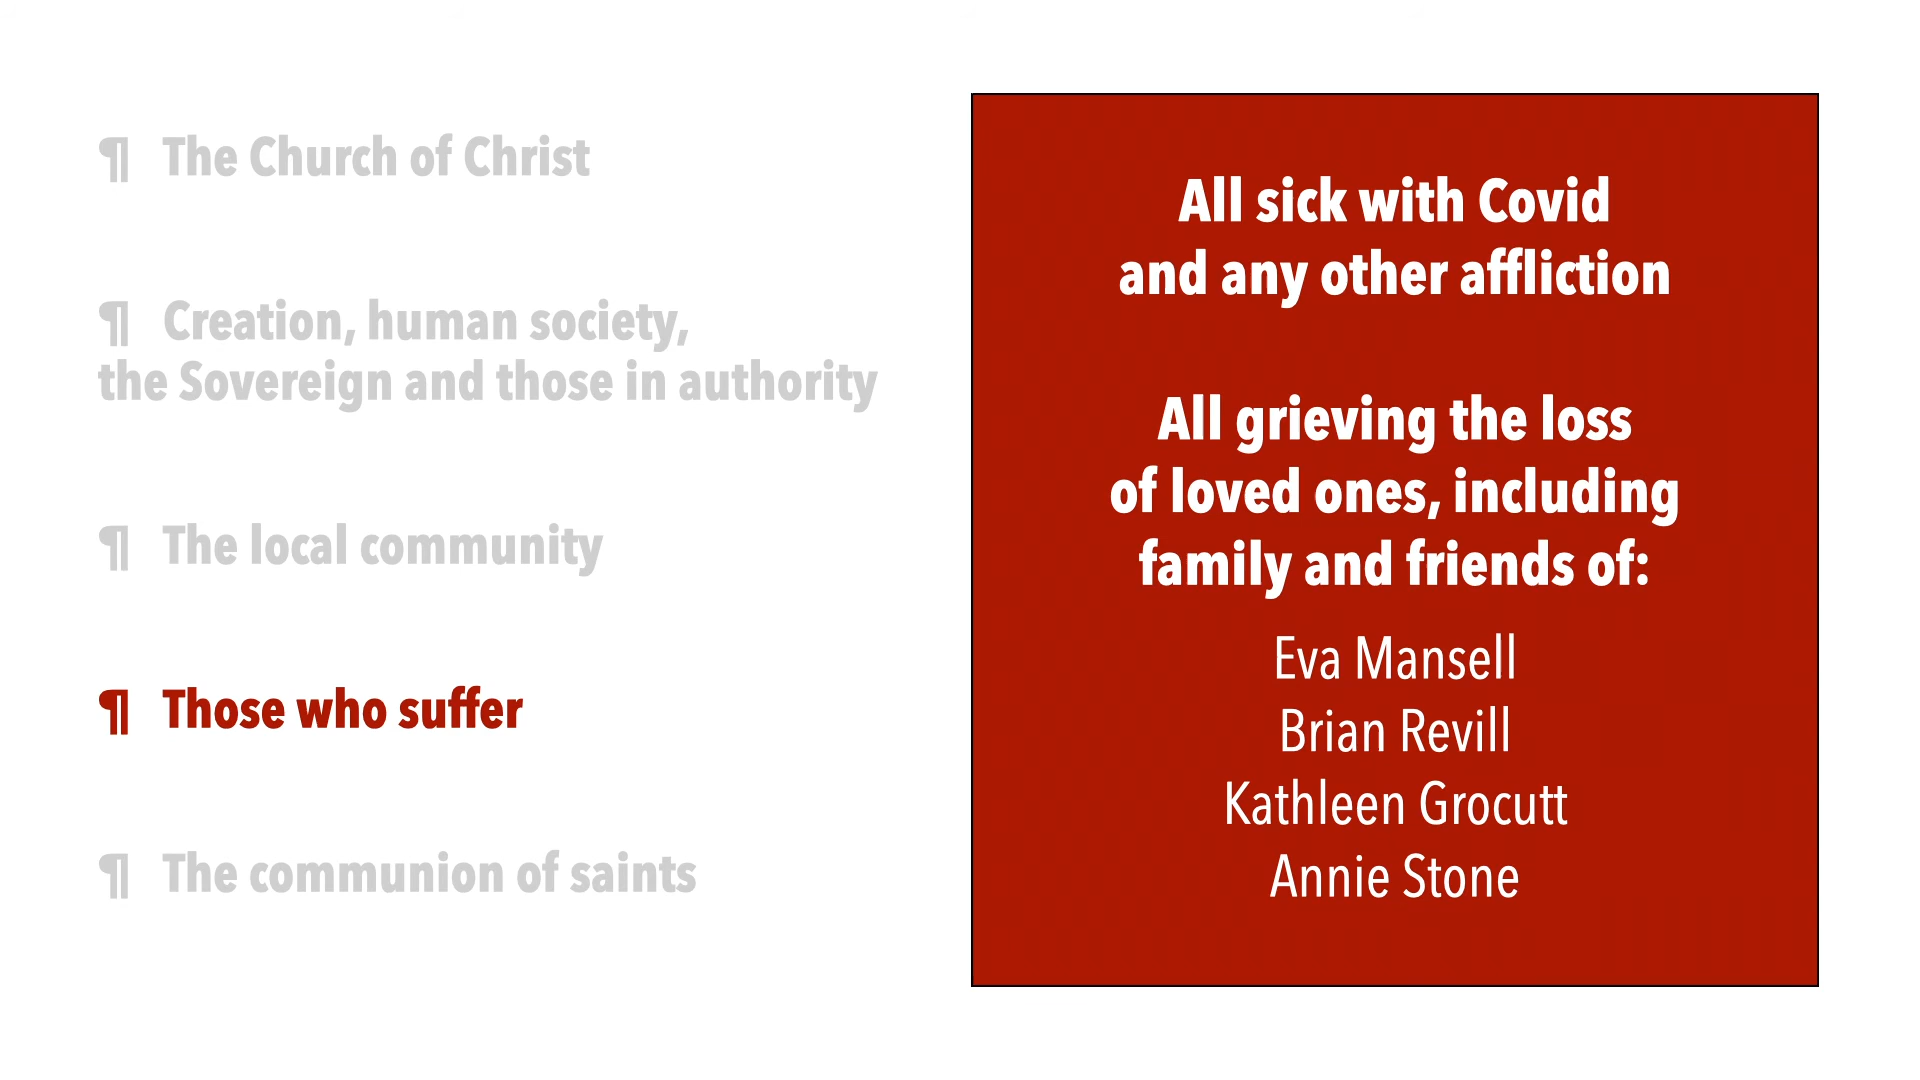 ¶ The Church of Christ
¶ Creation, human society,
the Sovereign and those in authority
¶ The local community
¶ Those who suffer
¶ The communion of saints
All sick with Covid
and any other affliction
All grieving the loss
of loved ones, including
family and friends of:
Eva Mansell
Brian Revill
Kathleen Grocutt
Annie Stone